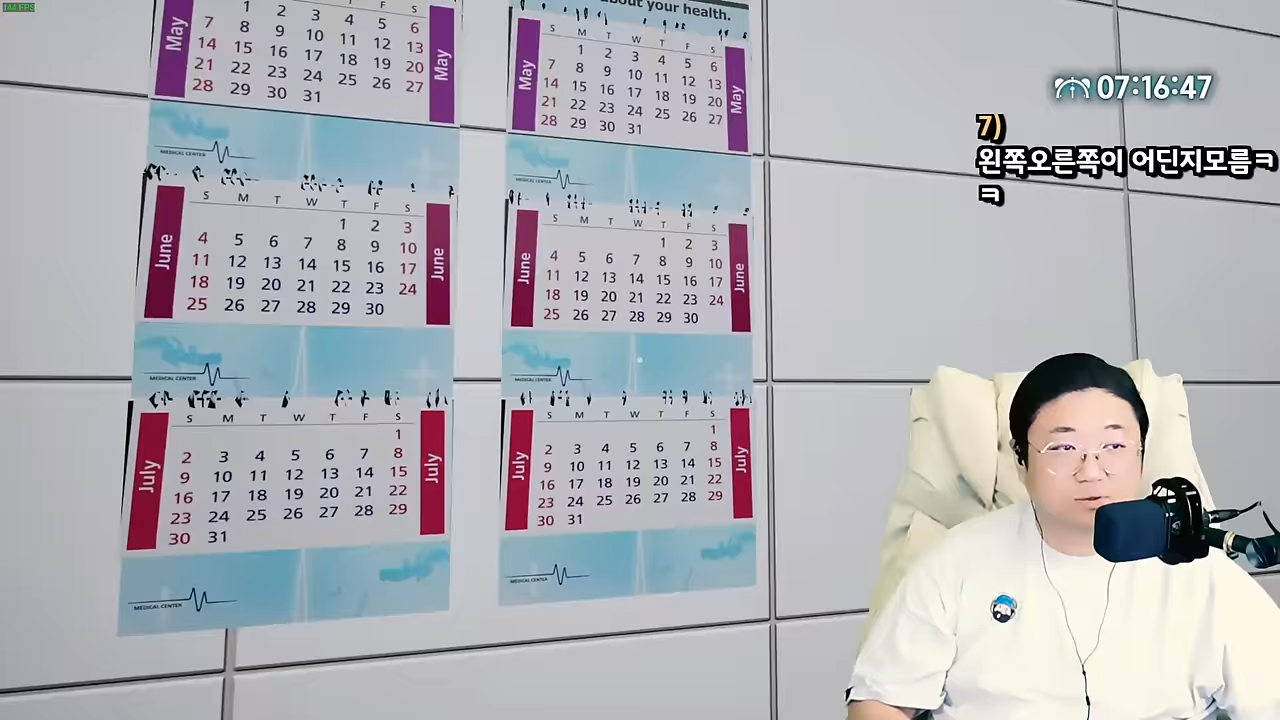 144 FPS
about your health.
07:16:47
7)
왼쪽오른쪽이 어딘지모름ㅋ
ㅋ
May
S
1 2 3 4 5 6
7 8 9 10 11 12 13
14 15 16 17 18 19 20
21 22 23 24 25 26 27
28 29 30 31
May
MEDICAL CENTER
May
S M T W T F S
1 2 3 4 5 6
7 8 9 10 11 12 13
14 15 16 17 18 19 20
21 22 23 24 25 26 27
28 29 30 31
May
MEDICAL CENTER
June
S M T W T F S
1 2 3
4 5 6 7 8 9 10
11 12 13 14 15 16 17
18 19 20 21 22 23 24
25 26 27 28 29 30
June
MEDICAL CENTER
June
S M T W T F S
1 2 3
4 5 6 7 8 9 10
11 12 13 14 15 16 17
18 19 20 21 22 23 24
25 26 27 28 29 30
June
MEDICAL CENTER
July
S M T W T F S
1
2 3 4 5 6 7 8
9 10 11 12 13 14 15
16 17 18 19 20 21 22
23 24 25 26 27 28 29
30 31
July
MEDICAL CENTER
July
S M T W T F S
1
2 3 4 5 6 7 8
9 10 11 12 13 14 15
16 17 18 19 20 21 22
23 24 25 26 27 28 29
30 31
July
MEDICAL CENTER